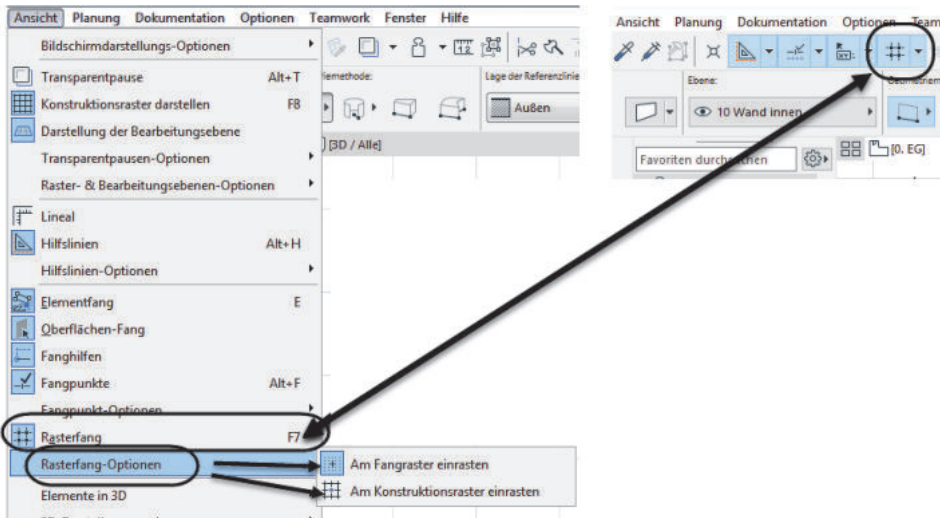 Ansicht Planung Dokumentation Optionen Teamwork Fenster Hilfe
Bildschirmdarstellungs-Optionen
Transparentpause Alt+T
Konstruktionsraster darstellen F8
Darstellung der Bearbeitungsebene
Transparentpausen-Optionen
Raster- & Bearbeitungsebenen-Optionen
Lineal
Hilfslinien Alt+H
Hilfslinien-Optionen
Elementfang E
Oberflächen-Fang
Fanghilfen
Fangpunkte Alt+F
Fangpunkt-Optionen
Rasterfang F7
Rasterfang-Optionen
Elemente in 3D
Am Fangraster einrasten
Am Konstruktionsraster einrasten
Lage der Referenzlinie
Außen
[3D / Alle]
Ansicht Planung Dokumentation Optionen Team
Ebene:
10 Wand innen
Favoriten durchsuchen
[0. EG]